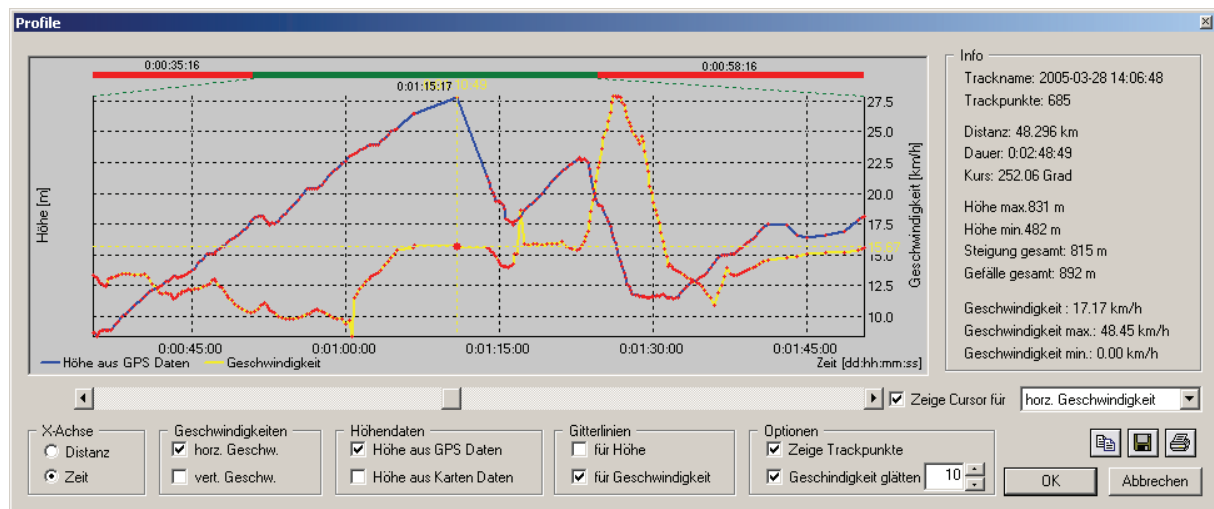 Profile
0:00:35:16
0:00:58:16
0:01:15:17
27.5
25.0
22.5
20.0
17.5
15.67
15.0
12.5
10.0
Höhe [m]
Geschwindigkeit [km/h]
0:00:45:00
0:01:00:00
0:01:15:00
0:01:30:00
0:01:45:00
Höhe aus GPS Daten
Geschwindigkeit
Zeit [dd:hh:mm:ss]
Info
Trackname: 2005-03-28 14:06:48
Trackpunkte: 685
Distanz: 48.296 km
Dauer: 0:02:48:49
Kurs: 252.06 Grad
Höhe max.831 m
Höhe min.482 m
Steigung gesamt: 815 m
Gefälle gesamt: 892 m
Geschwindigkeit : 17.17 km/h
Geschwindigkeit max.: 48.45 km/h
Geschwindigkeit min.: 0.00 km/h
Zeige Cursor für
horz. Geschwindigkeit
X-Achse
Distanz
Zeit
Geschwindigkeiten
horz. Geschw.
vert. Geschw.
Höhendaten
Höhe aus GPS Daten
Höhe aus Karten Daten
Gitterlinien
für Höhe
für Geschwindigkeit
Optionen
Zeige Trackpunkte
Geschindigkeit glätten
10
OK
Abbrechen